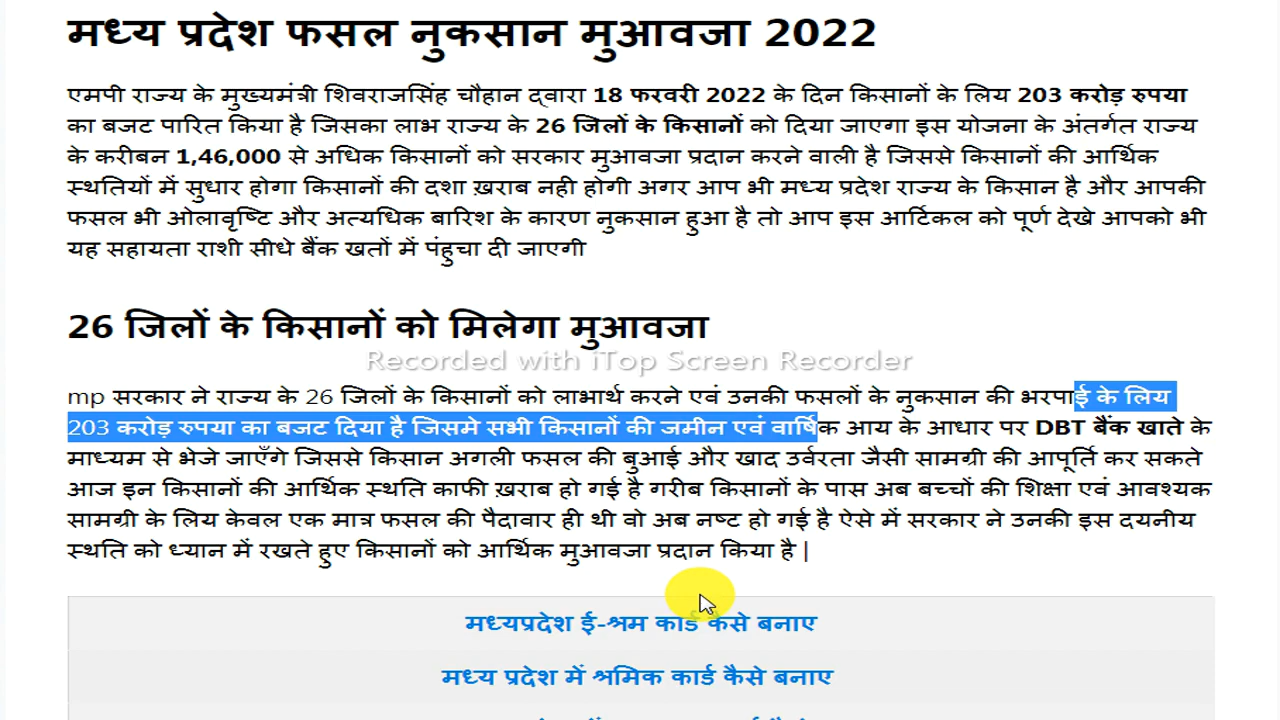 मध्य प्रदेश फसल नुकसान मुआवजा 2022
एमपी राज्य के मुख्यमंत्री शिवराजसिंह चौहान द्वारा 18 फरवरी 2022 के दिन किसानों के लिय 203 करोड़ रुपया
का बजट पारित किया है जिसका लाभ राज्य के 26 जिलों के किसानों को दिया जाएगा इस योजना के अंतर्गत राज्य
के करीबन 1,46,000 से अधिक किसानों को सरकार मुआवजा प्रदान करने वाली है जिससे किसानों की आर्थिक
स्थतियों में सुधार होगा किसानों की दशा ख़राब नही होगी अगर आप भी मध्य प्रदेश राज्य के किसान है और आपकी
फसल भी ओलावृष्टि और अत्यधिक बारिश के कारण नुकसान हुआ है तो आप इस आर्टिकल को पूर्ण देखे आपको भी
यह सहायता राशी सीधे बैंक खतों में पंहुचा दी जाएगी
26 जिलों के किसानों को मिलेगा मुआवजा
Recorded with iTop Screen Recorder
mp सरकार ने राज्य के 26 जिलों के किसानों को लाभार्थ करने एवं उनकी फसलों के नुकसान की भरपाई के लिय
203 करोड़ रुपया का बजट दिया है जिसमे सभी किसानों की जमीन एवं वार्षिक आय के आधार पर DBT बैंक खाते के
माध्यम से भेजे जाएँगे जिससे किसान अगली फसल की बुआई और खाद उर्वरता जैसी सामग्री की आपूर्ति कर सकते
आज इन किसानों की आर्थिक स्थति काफी ख़राब हो गई है गरीब किसानों के पास अब बच्चों की शिक्षा एवं आवश्यक
सामग्री के लिय केवल एक मात्र फसल की पैदावार ही थी वो अब नष्ट हो गई है ऐसे में सरकार ने उनकी इस दयनीय
स्थति को ध्यान में रखते हुए किसानों को आर्थिक मुआवजा प्रदान किया है |
मध्यप्रदेश ई-श्रम कार्ड कैसे बनाए
मध्य प्रदेश में श्रमिक कार्ड कैसे बनाए